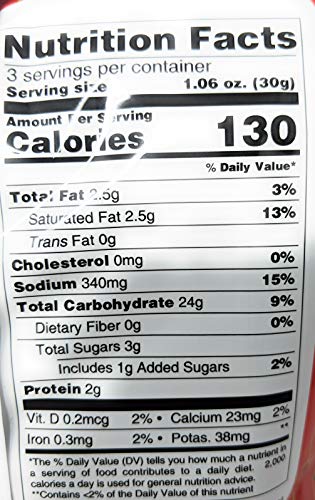 Nutrition Facts
3 servings per container
Serving size 1.06 oz. (30g)
Amount Per Serving
Calories 130
% Daily Value*
Total Fat 2.5g 3%
Saturated Fat 2.5g 13%
Trans Fat 0g
Cholesterol 0mg 0%
Sodium 340mg 15%
Total Carbohydrate 24g 9%
Dietary Fiber 0g 0%
Total Sugars 3g
Includes 1g Added Sugars 2%
Protein 2g
Vit. D 0.2mcg 2% • Calcium 23mg 2%
Iron 0.3mg 2% • Potas. 38mg **
*The % Daily Value (DV) tells you how much a nutrient in
a serving of food contributes to a daily diet. 2,000
calories a day is used for general nutrition advice.
**Contains <2% of the Daily Value of this nutrient